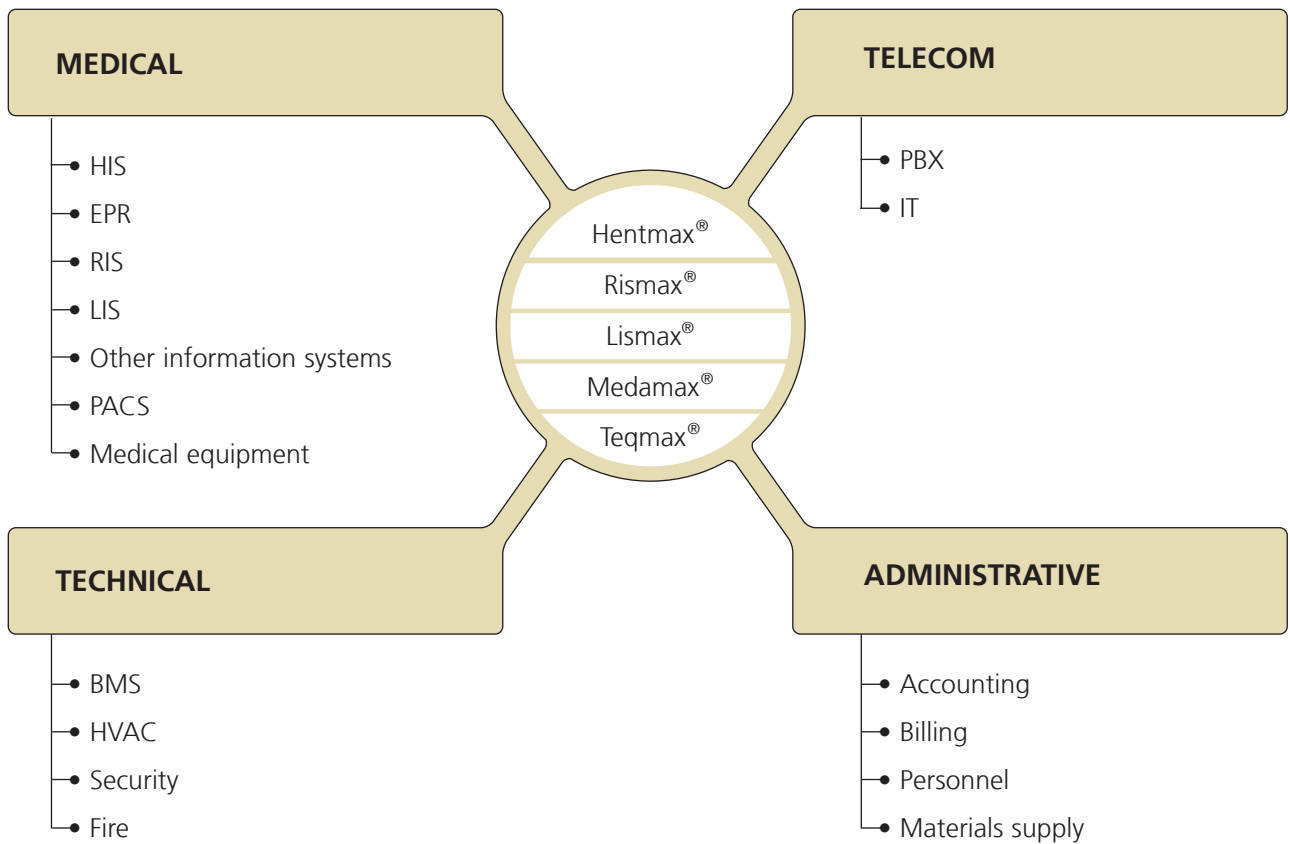 MEDICAL
HIS
EPR
RIS
LIS
Other information systems
PACS
Medical equipment
TELECOM
PBX
IT
Hentmax®
Rismax®
Lismax®
Medamax®
Teqmax®
TECHNICAL
BMS
HVAC
Security
Fire
ADMINISTRATIVE
Accounting
Billing
Personnel
Materials supply